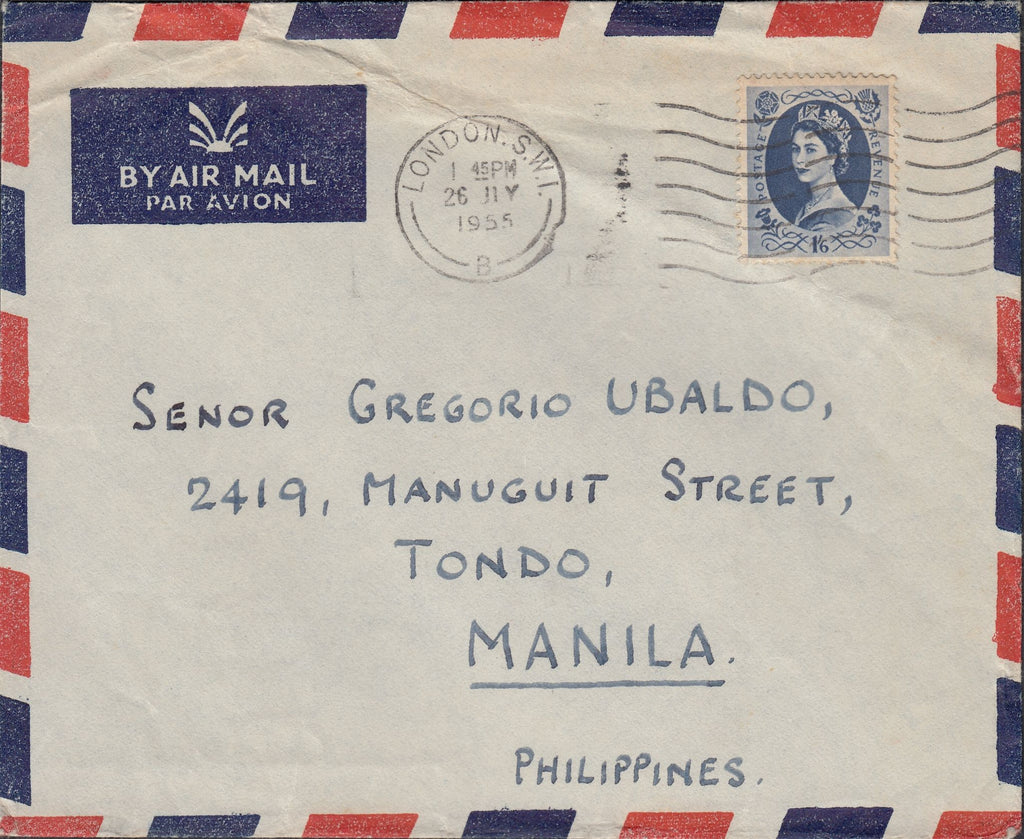 BY AIR MAIL
PAR AVION
LONDON. S.W.1.
1 45PM
26 JLY
1955
B
POSTAGE
REVENUE
1/6
SENOR GREGORIO UBALDO,
2419, MANUGUIT STREET,
TONDO,
MANILA.
PHILIPPINES.